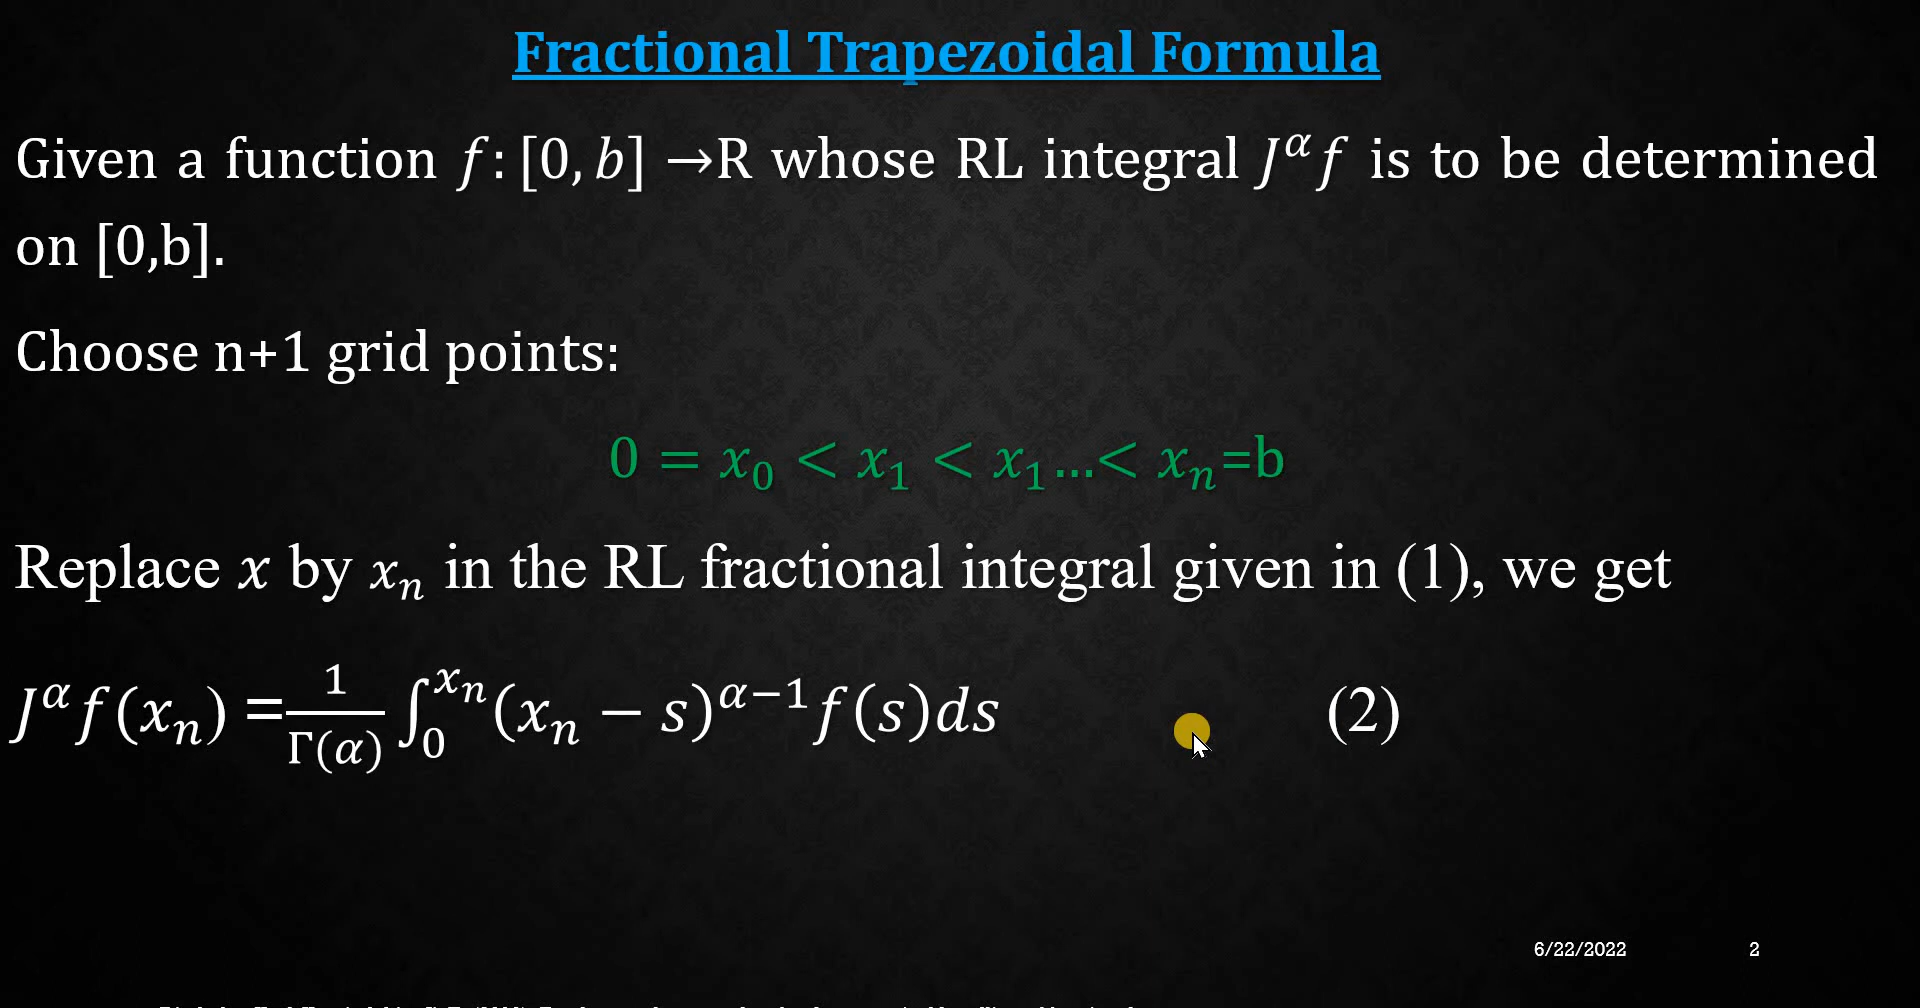 Fractional Trapezoidal Formula
Given a function f: [0, b] →R whose RL integral J^α f is to be determined
on [0,b].
Choose n+1 grid points:
0 = x_0 < x_1 < x_1 …< x_n=b
Replace x by x_n in the RL fractional integral given in (1), we get
J^α f(x_n) = 1/Γ(α) ∫_0^{x_n} (x_n − s)^{α−1} f(s)ds (2)
6/22/2022 2